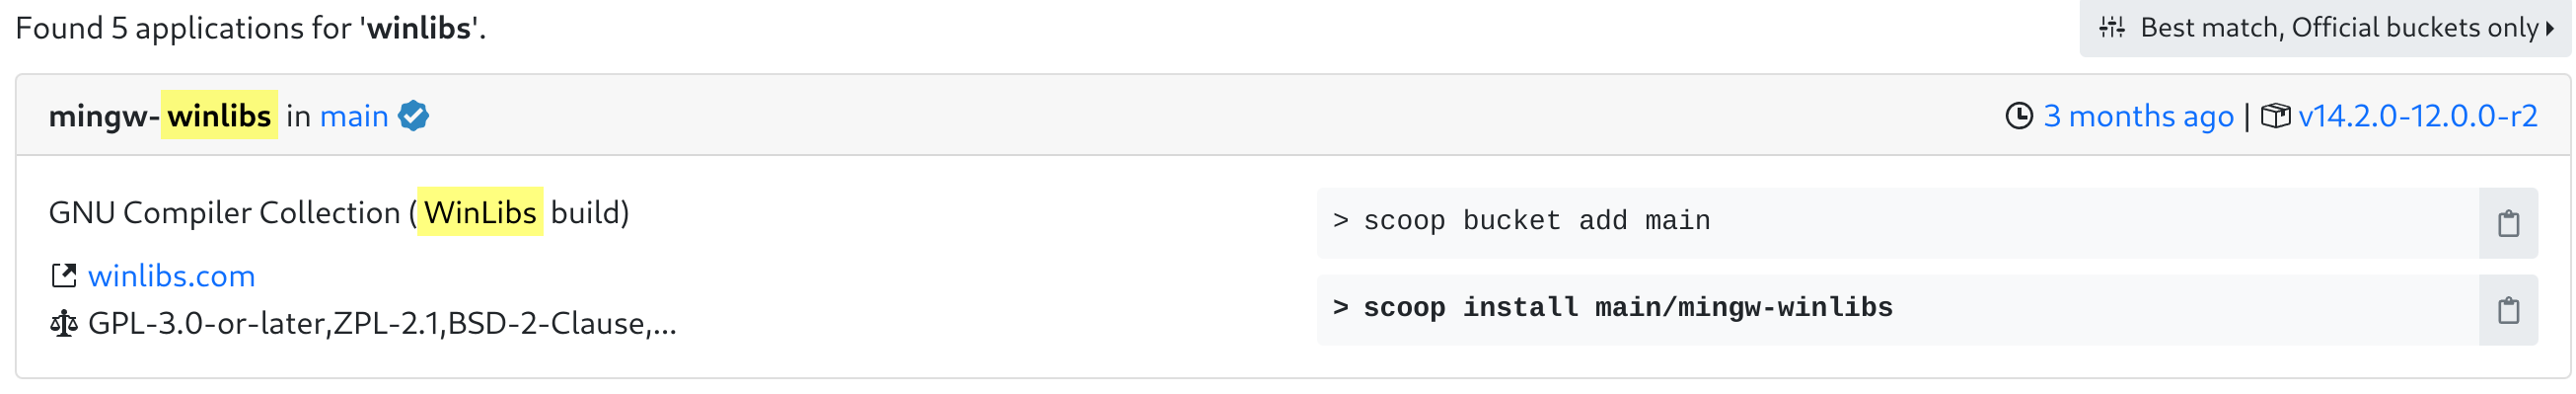 Found 5 applications for 'winlibs'.
Best match, Official buckets only
mingw-winlibs in main
3 months ago | v14.2.0-12.0.0-r2
GNU Compiler Collection (WinLibs build)
winlibs.com
GPL-3.0-or-later,ZPL-2.1,BSD-2-Clause,...
> scoop bucket add main
> scoop install main/mingw-winlibs